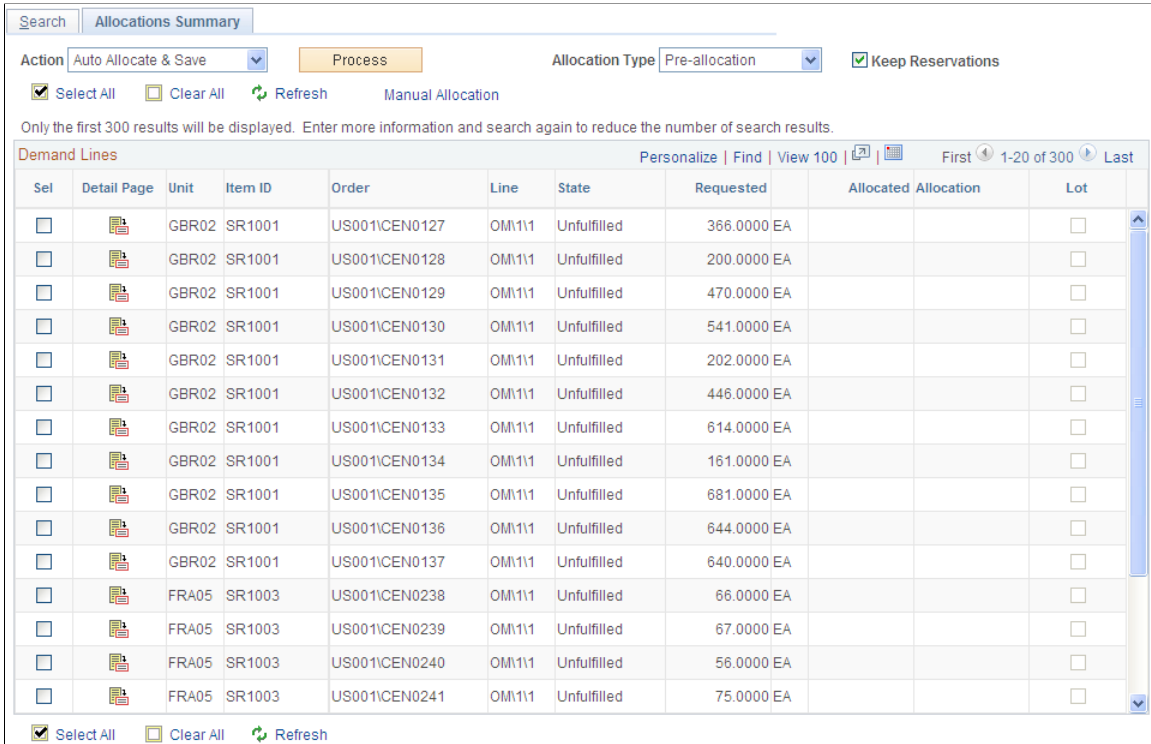 Search Allocations Summary
Action Auto Allocate & Save Process Allocation Type Pre-allocation Keep Reservations
Select All Clear All Refresh Manual Allocation
Only the first 300 results will be displayed. Enter more information and search again to reduce the number of search results.
Demand Lines Personalize | Find | View 100 | | First 1-20 of 300 Last
Sel Detail Page Unit Item ID Order Line State Requested Allocated Allocation Lot
GBR02 SR1001 US001\CEN0127 OM\1\1 Unfulfilled 366.0000 EA
GBR02 SR1001 US001\CEN0128 OM\1\1 Unfulfilled 200.0000 EA
GBR02 SR1001 US001\CEN0129 OM\1\1 Unfulfilled 470.0000 EA
GBR02 SR1001 US001\CEN0130 OM\1\1 Unfulfilled 541.0000 EA
GBR02 SR1001 US001\CEN0131 OM\1\1 Unfulfilled 202.0000 EA
GBR02 SR1001 US001\CEN0132 OM\1\1 Unfulfilled 446.0000 EA
GBR02 SR1001 US001\CEN0133 OM\1\1 Unfulfilled 614.0000 EA
GBR02 SR1001 US001\CEN0134 OM\1\1 Unfulfilled 161.0000 EA
GBR02 SR1001 US001\CEN0135 OM\1\1 Unfulfilled 681.0000 EA
GBR02 SR1001 US001\CEN0136 OM\1\1 Unfulfilled 644.0000 EA
GBR02 SR1001 US001\CEN0137 OM\1\1 Unfulfilled 640.0000 EA
FRA05 SR1003 US001\CEN0238 OM\1\1 Unfulfilled 66.0000 EA
FRA05 SR1003 US001\CEN0239 OM\1\1 Unfulfilled 67.0000 EA
FRA05 SR1003 US001\CEN0240 OM\1\1 Unfulfilled 56.0000 EA
FRA05 SR1003 US001\CEN0241 OM\1\1 Unfulfilled 75.0000 EA
Select All Clear All Refresh